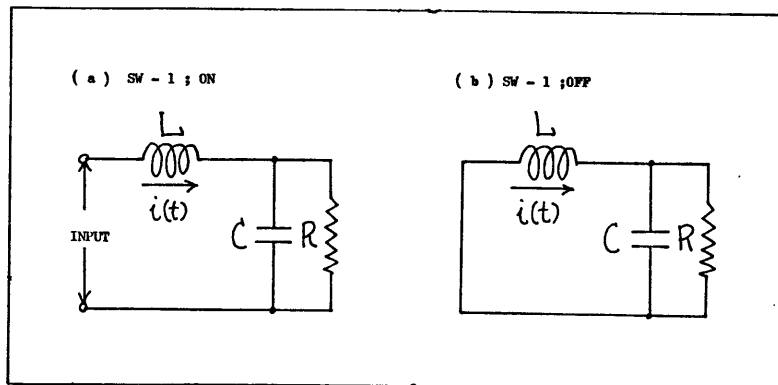 ( a ) SW - 1 ; ON
L
i(t)
INPUT
C
R
( b ) SW - 1 ;OFF
L
i(t)
C
R